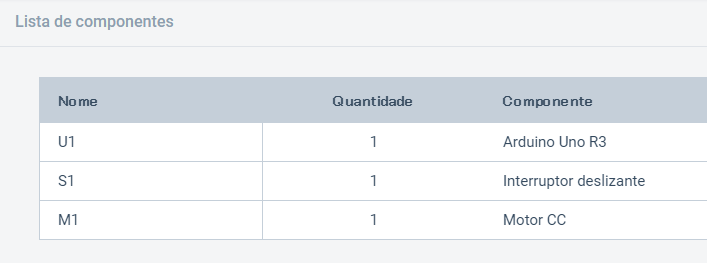 Lista de componentes
Nome Quantidade Componente
U1 1 Arduino Uno R3
S1 1 Interruptor deslizante
M1 1 Motor CC